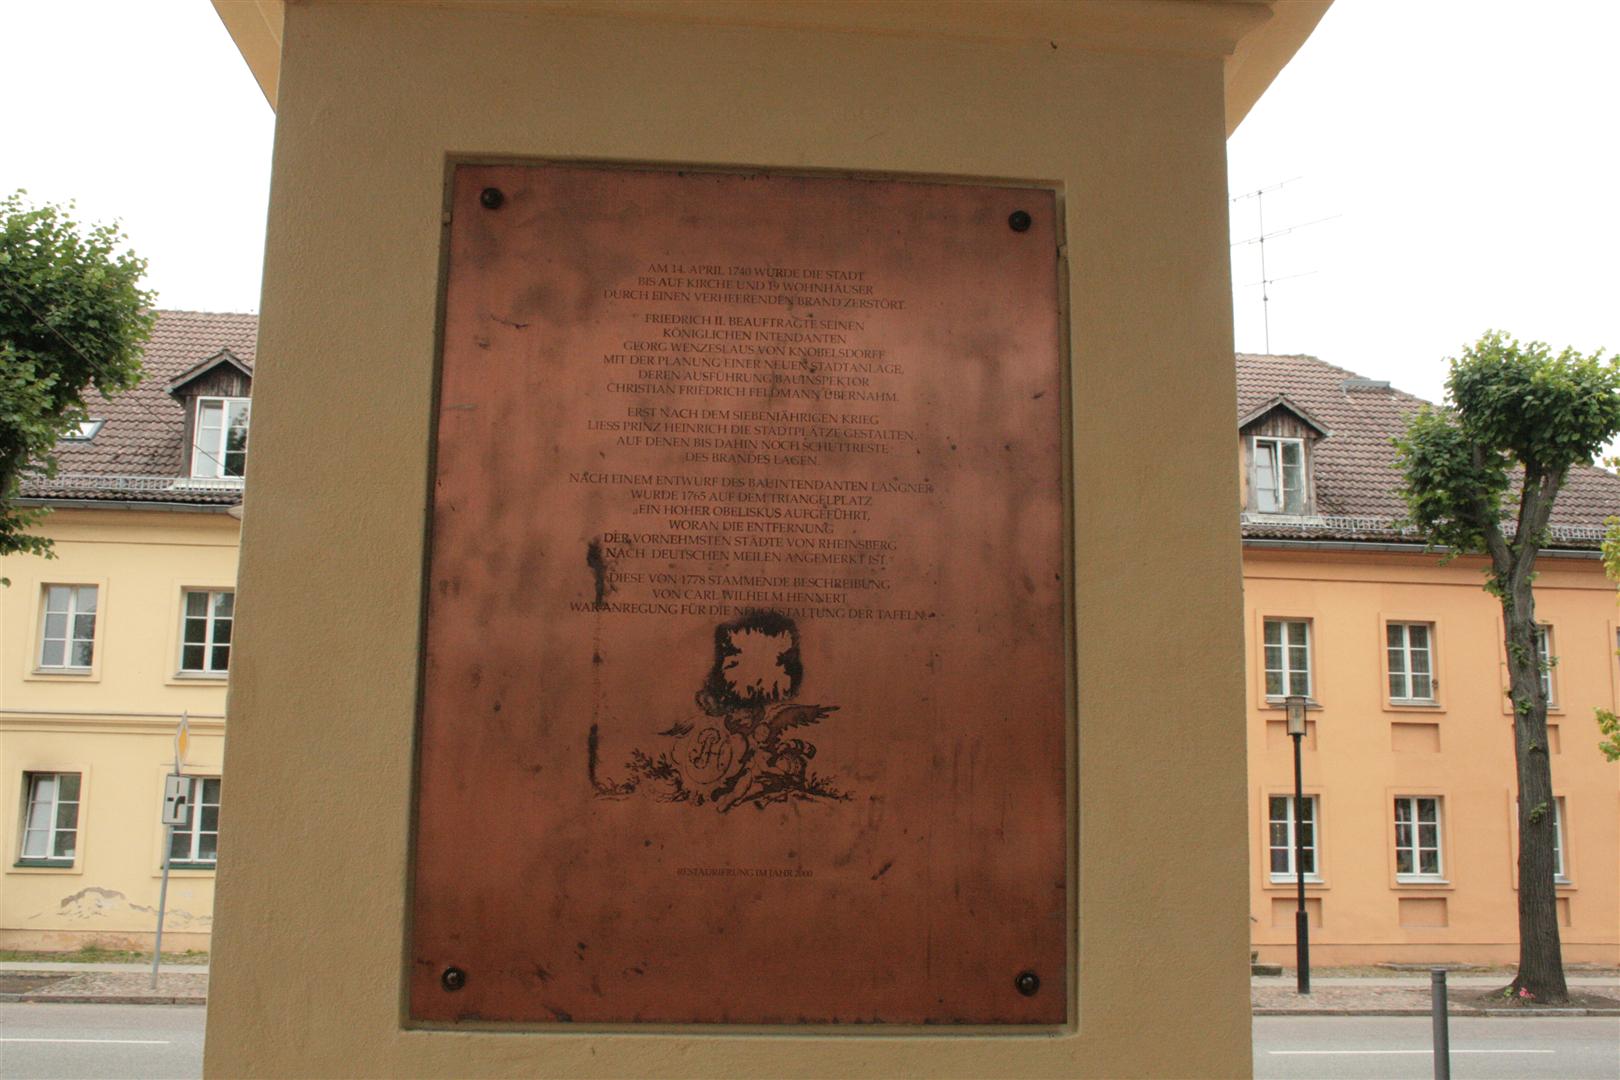 AM 14. APRIL 1740 WURDE DIE STADT
BIS AUF KIRCHE UND 19 WOHNHÄUSER
DURCH EINEN VERHEERENDEN BRAND ZERSTÖRT.
FRIEDRICH II. BEAUFTRAGTE SEINEN
KÖNIGLICHEN INTENDANTEN
GEORG WENZESLAUS VON KNOBELSDORFF
MIT DER PLANUNG EINER NEUEN STADTANLAGE,
DEREN AUSFÜHRUNG BAUINSPEKTOR
CHRISTIAN FRIEDRICH FELDMANN ÜBERNAHM.
ERST NACH DEM SIEBENJÄHRIGEN KRIEG
LIESS PRINZ HEINRICH DIE STADTPLÄTZE GESTALTEN,
AUF DENEN BIS DAHIN NOCH SCHUTTRESTE
DES BRANDES LAGEN.
NACH EINEM ENTWURF DES BAUINTENDANTEN LANGNER
WURDE 1765 AUF DEM TRIANGELPLATZ
„EIN HOHER OBELISKUS AUFGEFÜHRT,
WORAN DIE ENTFERNUNG
DER VORNEHMSTEN STÄDTE VON RHEINSBERG
NACH DEUTSCHEN MEILEN ANGEMERKT IST.“
DIESE VON 1778 STAMMENDE BESCHREIBUNG
VON CARL WILHELM HENNERT
WAR ANREGUNG FÜR DIE NEUGESTALTUNG DER TAFELN.
RESTAURIERUNG IM JAHR 2000